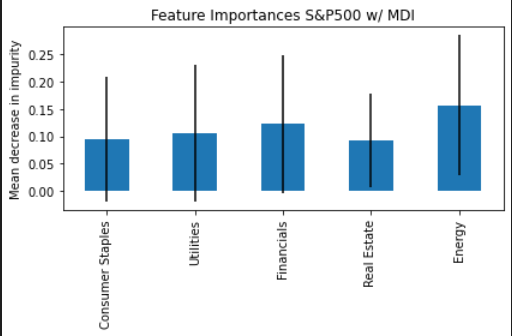 Feature Importances S&P500 w/ MDI
Mean decrease in impurity
0.25
0.20
0.15
0.10
0.05
0.00
Consumer Staples
Utilities
Financials
Real Estate
Energy